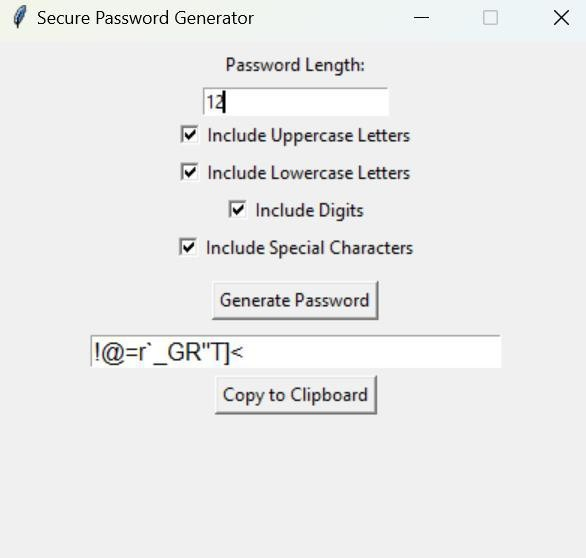 Secure Password Generator
Password Length:
12
Include Uppercase Letters
Include Lowercase Letters
Include Digits
Include Special Characters
Generate Password
!@=r`_GR"T]<
Copy to Clipboard